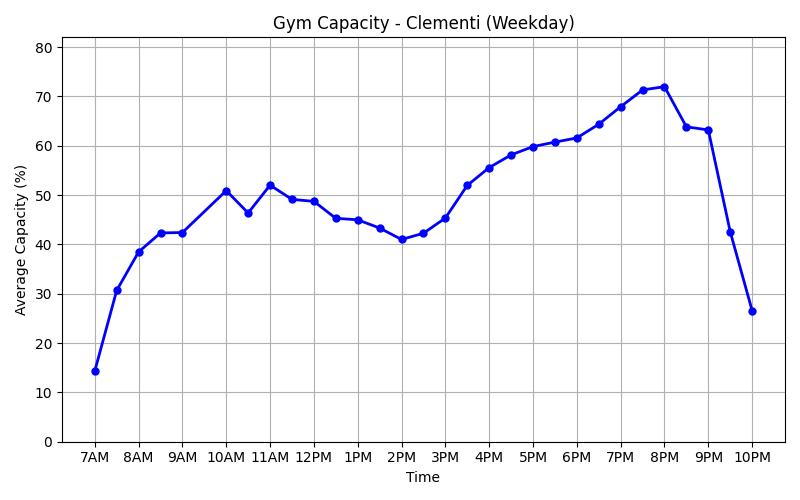 Gym Capacity - Clementi (Weekday)
Average Capacity (%)
80
70
60
50
40
30
20
10
0
7AM 8AM 9AM 10AM 11AM 12PM 1PM 2PM 3PM 4PM 5PM 6PM 7PM 8PM 9PM 10PM
Time